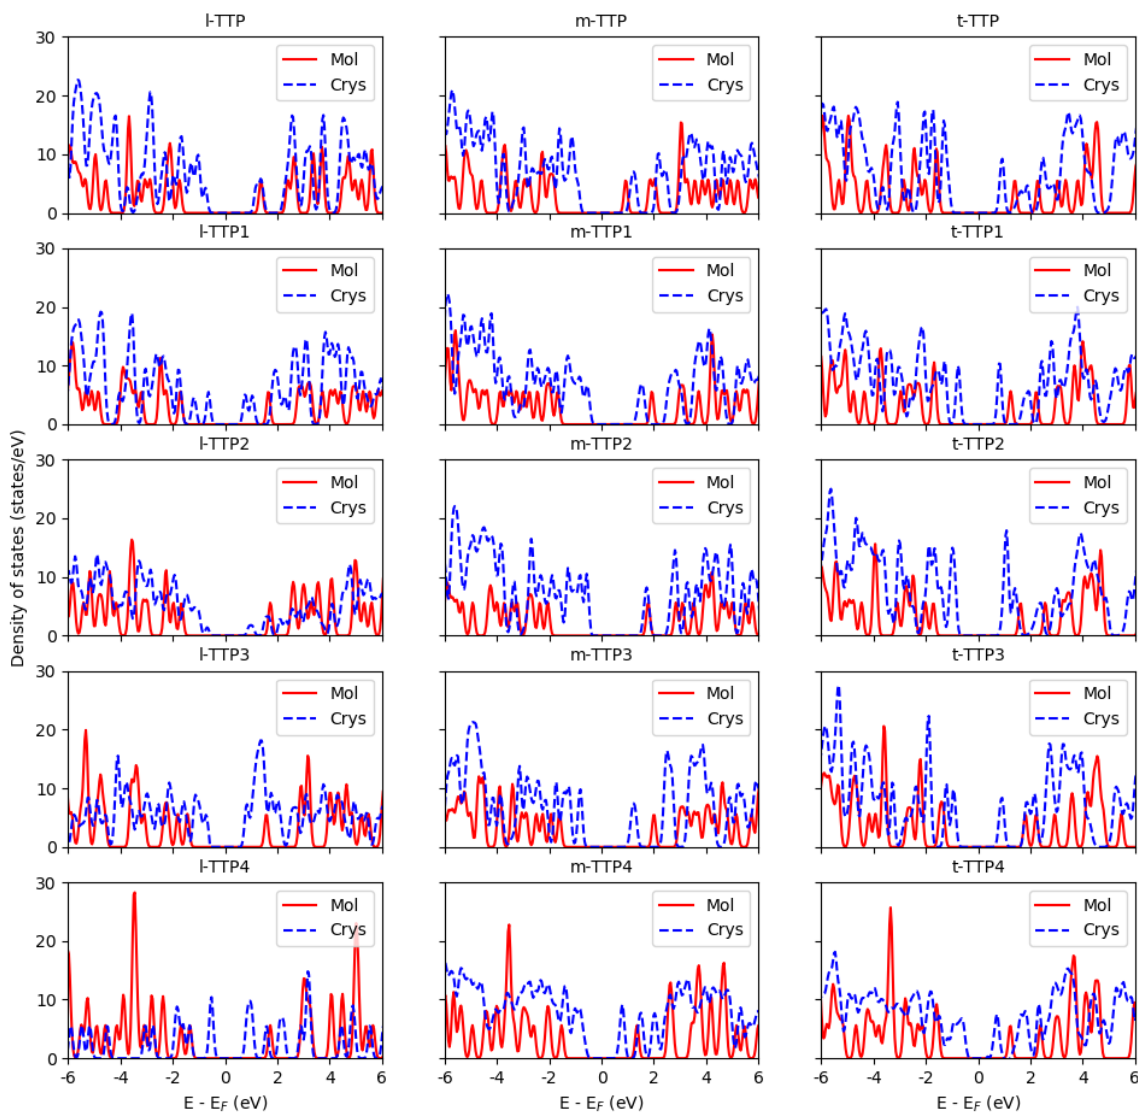 l-TTP m-TTP t-TTP
30 Mol Mol Mol
Crys Crys Crys
20
10
0
l-TTP1 m-TTP1 t-TTP1
30 Mol Mol Mol
Crys Crys Crys
20
10
0
l-TTP2 m-TTP2 t-TTP2
Density of states (states/eV)
30 Mol Mol Mol
Crys Crys Crys
20
10
0
l-TTP3 m-TTP3 t-TTP3
30 Mol Mol Mol
Crys Crys Crys
20
10
0
l-TTP4 m-TTP4 t-TTP4
30 Mol Mol Mol
Crys Crys Crys
20
10
0
-6 -4 -2 0 2 4 6 -6 -4 -2 0 2 4 6 -6 -4 -2 0 2 4 6
E - E_F (eV) E - E_F (eV) E - E_F (eV)